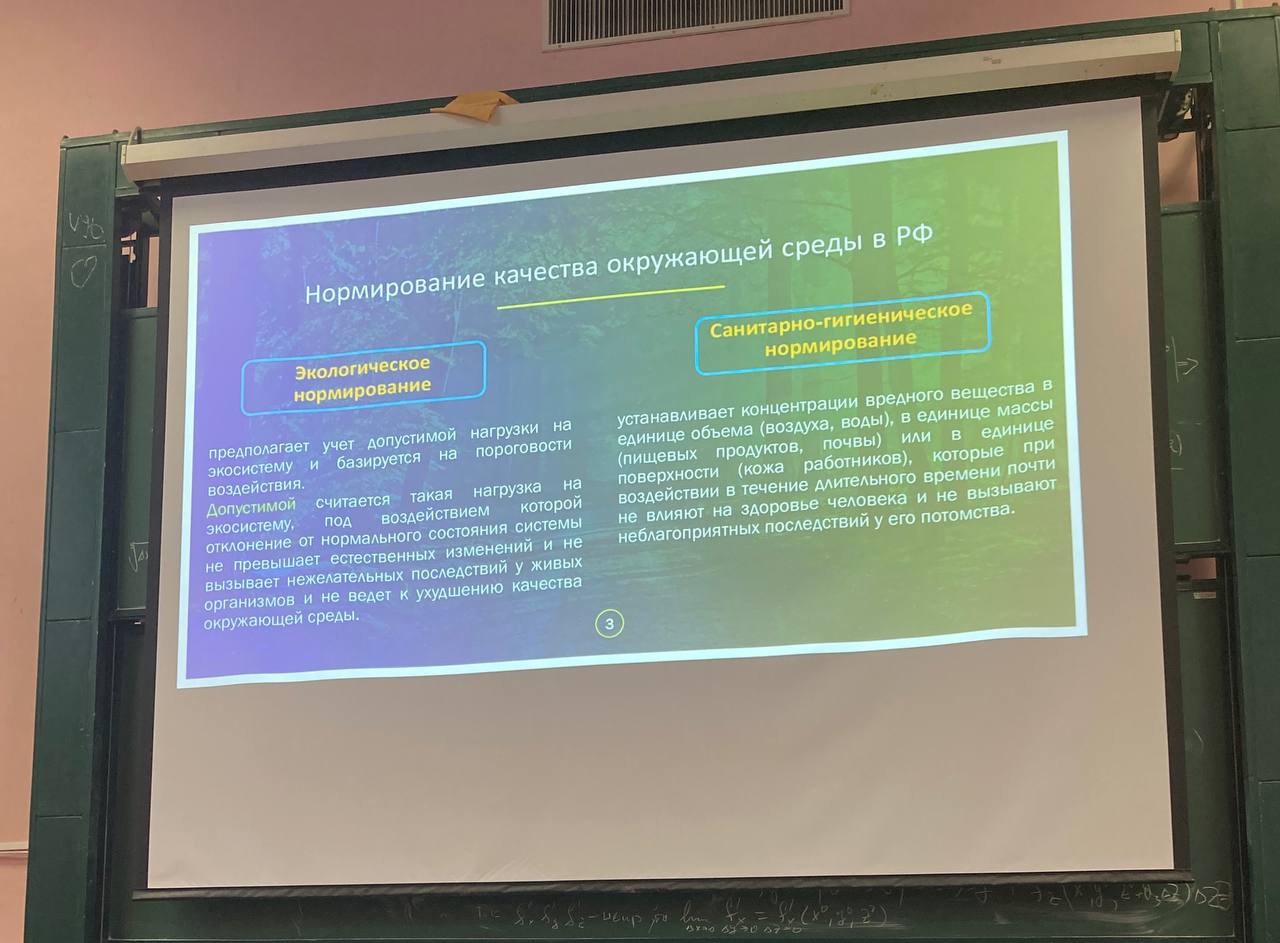 Нормирование качества окружающей среды в РФ
Экологическое
нормирование
предполагает учет допустимой нагрузки на
экосистему и базируется на пороговости
воздействия.
Допустимой считается такая нагрузка на
экосистему, под воздействием которой
отклонение от нормального состояния системы
не превышает естественных изменений и не
вызывает нежелательных последствий у живых
организмов и не ведет к ухудшению качества
окружающей среды.
Санитарно-гигиеническое
нормирование
устанавливает концентрации вредного вещества в
единице объема (воздуха, воды), в единице массы
(пищевых продуктов, почвы) или в единице
поверхности (кожа работников), которые при
воздействии в течение длительного времени почти
не влияют на здоровье человека и не вызывают
неблагоприятных последствий у его потомства.
3